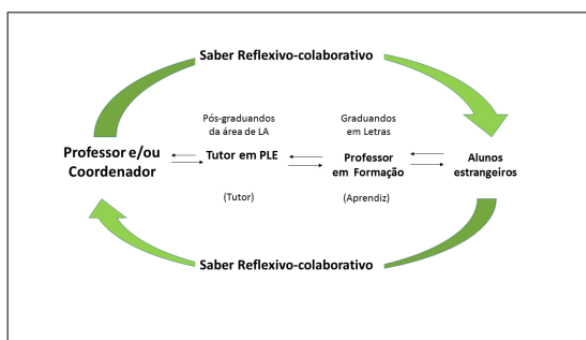 Saber Reflexivo-colaborativo
Pós-graduandos
da área de LA
Graduandos
em Letras
Professor e/ou
Coordenador
Tutor em PLE
Professor
em Formação
Alunos
estrangeiros
(Tutor)
(Aprendiz)
Saber Reflexivo-colaborativo